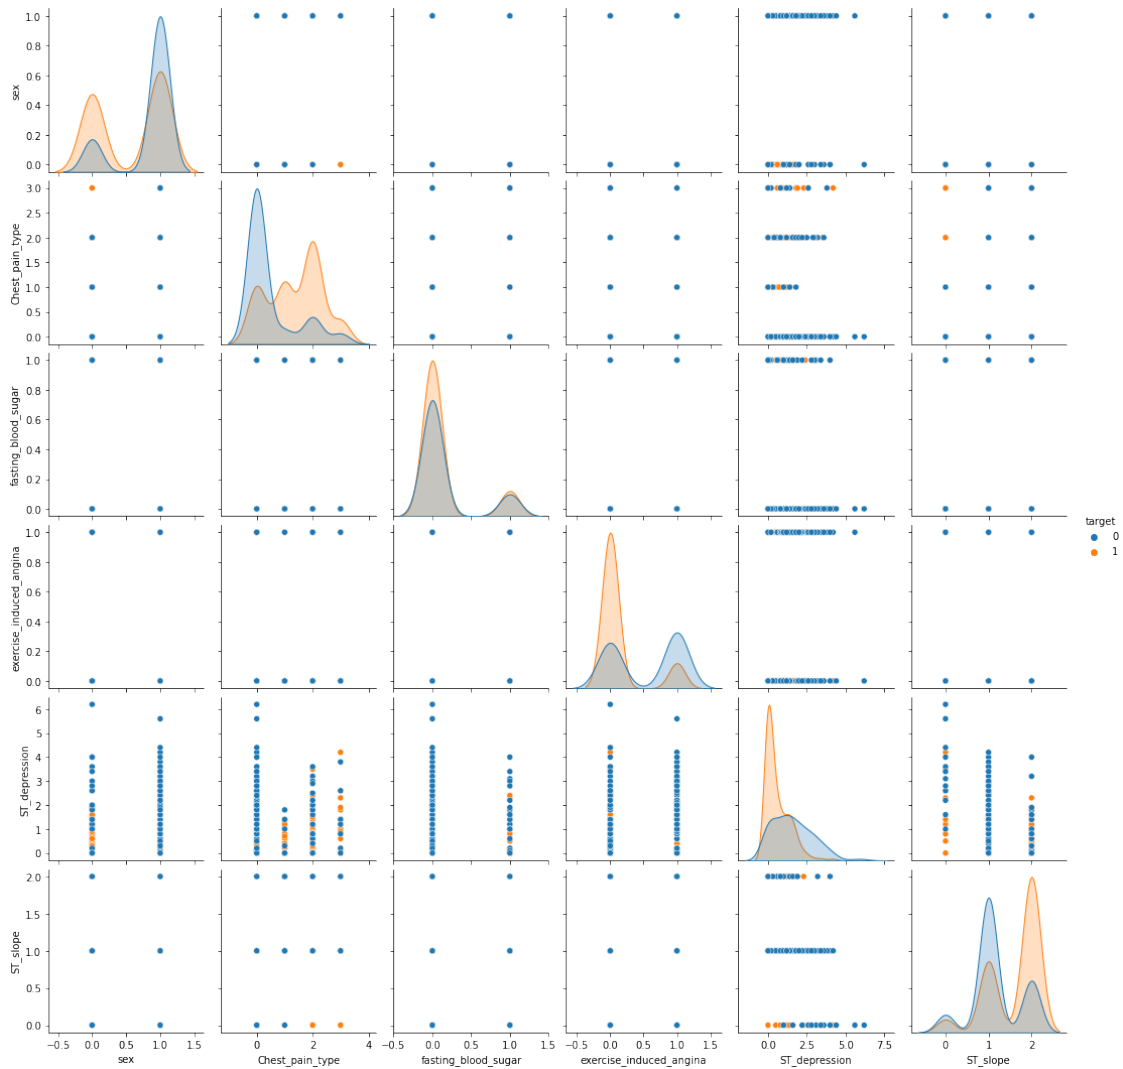 1.0
0.8
0.6
0.4
0.2
0.0
sex
3.0
2.5
2.0
1.5
1.0
0.5
0.0
Chest_pain_type
1.0
0.8
0.6
0.4
0.2
0.0
fasting_blood_sugar
1.0
0.8
0.6
0.4
0.2
0.0
exercise_induced_angina
target
0
1
6
5
4
3
2
1
0
ST_depression
2.0
1.5
1.0
0.5
0.0
ST_slope
−0.5 0.0 0.5 1.0 1.5
sex
0 2 4
Chest_pain_type
−0.5 0.0 0.5 1.0 1.5
fasting_blood_sugar
−0.5 0.0 0.5 1.0 1.5
exercise_induced_angina
0.0 2.5 5.0 7.5
ST_depression
0 1 2
ST_slope